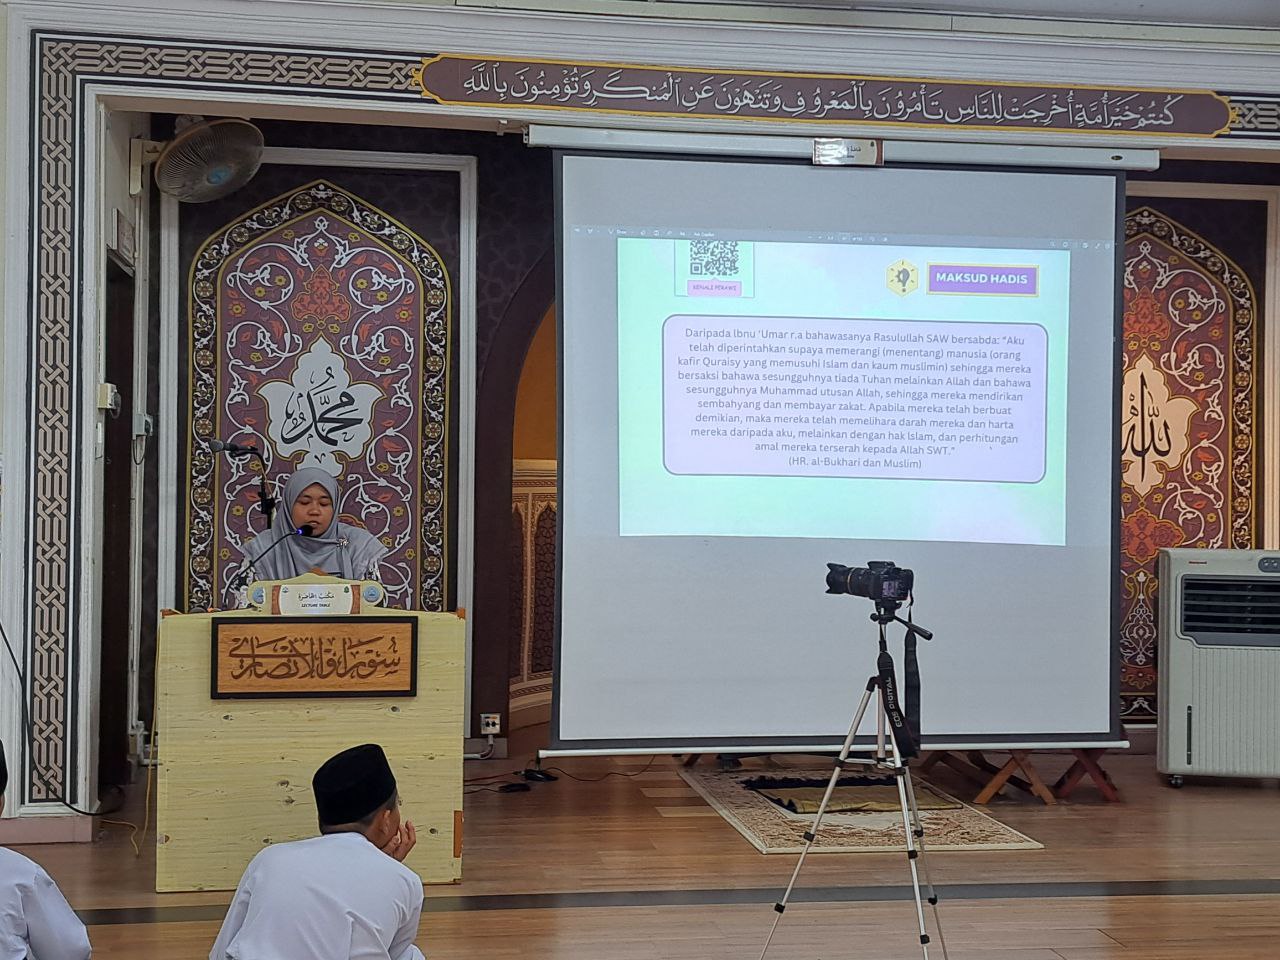 كُنتُمْ خَيْرَ أُمَّةٍ أُخْرِجَتْ لِلنَّاسِ تَأْمُرُونَ بِالْمَعْرُوفِ وَتَنْهَوْنَ عَنِ الْمُنكَرِ وَتُؤْمِنُونَ بِاللَّهِ
KENALI PERAWI
MAKSUD HADIS
Daripada Ibnu ‘Umar r.a bahawasanya Rasulullah SAW bersabda: “Aku
telah diperintahkan supaya memerangi (menentang) manusia (orang
kafir Quraisy yang memusuhi Islam dan kaum muslimin) sehingga mereka
bersaksi bahawa sesungguhnya tiada Tuhan melainkan Allah dan bahawa
sesungguhnya Muhammad utusan Allah, sehingga mereka mendirikan
sembahyang dan membayar zakat. Apabila mereka telah berbuat
demikian, maka mereka telah memelihara darah mereka dan harta
mereka daripada aku, melainkan dengan hak Islam, dan perhitungan
amal mereka terserah kepada Allah SWT.”
(HR. al-Bukhari dan Muslim)
محمد
الله
LECTURE TABLE
سوراو الأنصاري
EOS DIGITAL